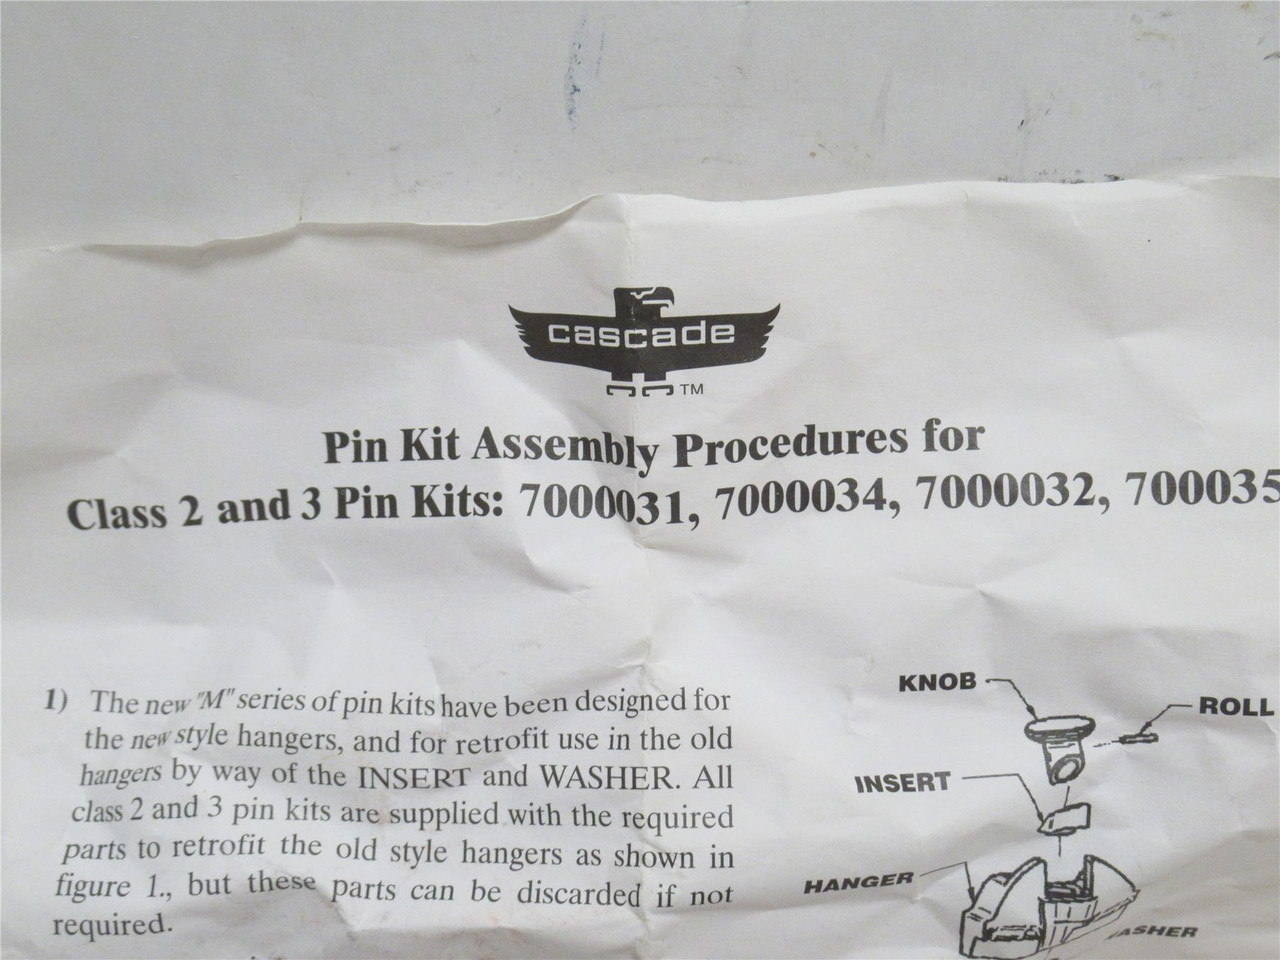 cascade
TM
Pin Kit Assembly Procedures for
Class 2 and 3 Pin Kits: 7000031, 7000034, 7000032, 700035
1) The new "M" series of pin kits have been designed for
the new style hangers, and for retrofit use in the old
hangers by way of the INSERT and WASHER. All
class 2 and 3 pin kits are supplied with the required
parts to retrofit the old style hangers as shown in
figure 1., but these parts can be discarded if not
required.
KNOB
ROLL
INSERT
HANGER
ASHER